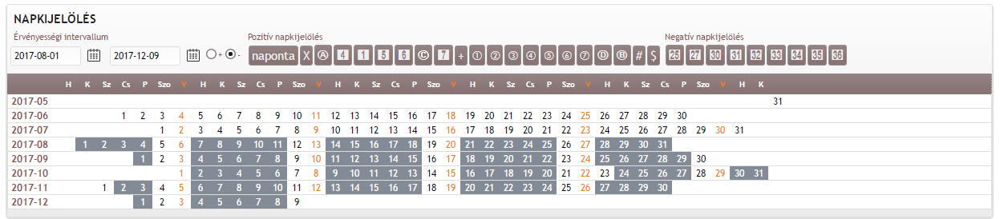 NAPKIJELÖLÉS
Érvényességi intervallum Pozitív napkijelölés Negatív napkijelölés
2017-08-01 2017-12-09 + - naponta X Ⓐ 4 1 5 6 Ⓒ 7 + ① ② ③ ④ ⑤ ⑥ ⑦ Ⓓ Ⓑ # $ 25 27 30 31 32 33 34 35 36
H K Sz Cs P Szo V H K Sz Cs P Szo V H K Sz Cs P Szo V H K Sz Cs P Szo V H K Sz Cs P Szo V H K
2017-05 31
2017-06 1 2 3 4 5 6 7 8 9 10 11 12 13 14 15 16 17 18 19 20 21 22 23 24 25 26 27 28 29 30
2017-07 1 2 3 4 5 6 7 8 9 10 11 12 13 14 15 16 17 18 19 20 21 22 23 24 25 26 27 28 29 30 31
2017-08 1 2 3 4 5 6 7 8 9 10 11 12 13 14 15 16 17 18 19 20 21 22 23 24 25 26 27 28 29 30 31
2017-09 1 2 3 4 5 6 7 8 9 10 11 12 13 14 15 16 17 18 19 20 21 22 23 24 25 26 27 28 29 30
2017-10 1 2 3 4 5 6 7 8 9 10 11 12 13 14 15 16 17 18 19 20 21 22 23 24 25 26 27 28 29 30 31
2017-11 1 2 3 4 5 6 7 8 9 10 11 12 13 14 15 16 17 18 19 20 21 22 23 24 25 26 27 28 29 30
2017-12 1 2 3 4 5 6 7 8 9